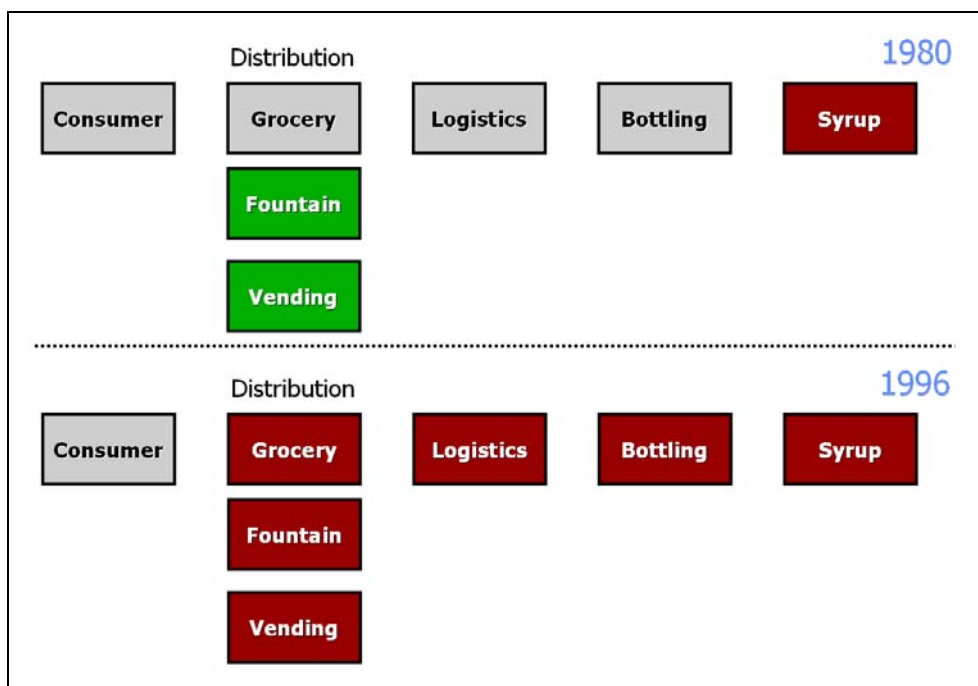 1980
Distribution
Consumer
Grocery
Logistics
Bottling
Syrup
Fountain
Vending
1996
Distribution
Consumer
Grocery
Logistics
Bottling
Syrup
Fountain
Vending